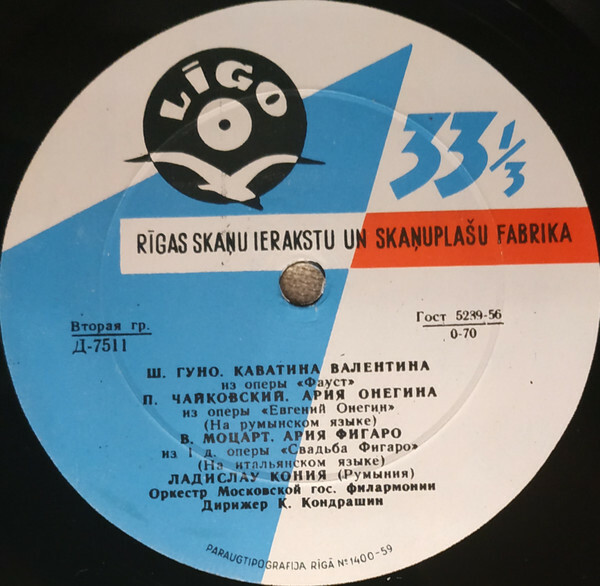 LĪGO
33 1/3
RĪGAS SKAŅU IERAKSTU UN SKAŅUPLAŠU FABRIKA
Вторая гр.
Д-7511
Гост 5289-56
0-70
Ш. ГУНО. КАВАТИНА ВАЛЕНТИНА
из оперы «Фауст»
П. ЧАЙКОВСКИЙ. АРИЯ ОНЕГИНА
из оперы «Евгений Онегин»
(На румынском языке)
В. МОЦАРТ. АРИЯ ФИГАРО
из 1 д. оперы «Свадьба Фигаро»
(На итальянском языке)
ЛАДИСЛАУ КОНИЯ (Румыния)
Оркестр Московской гос. филармонии
Дирижер К. Кондрашин
PARAUGTIPOGRAFIJA RĪGĀ Nº 1400-59